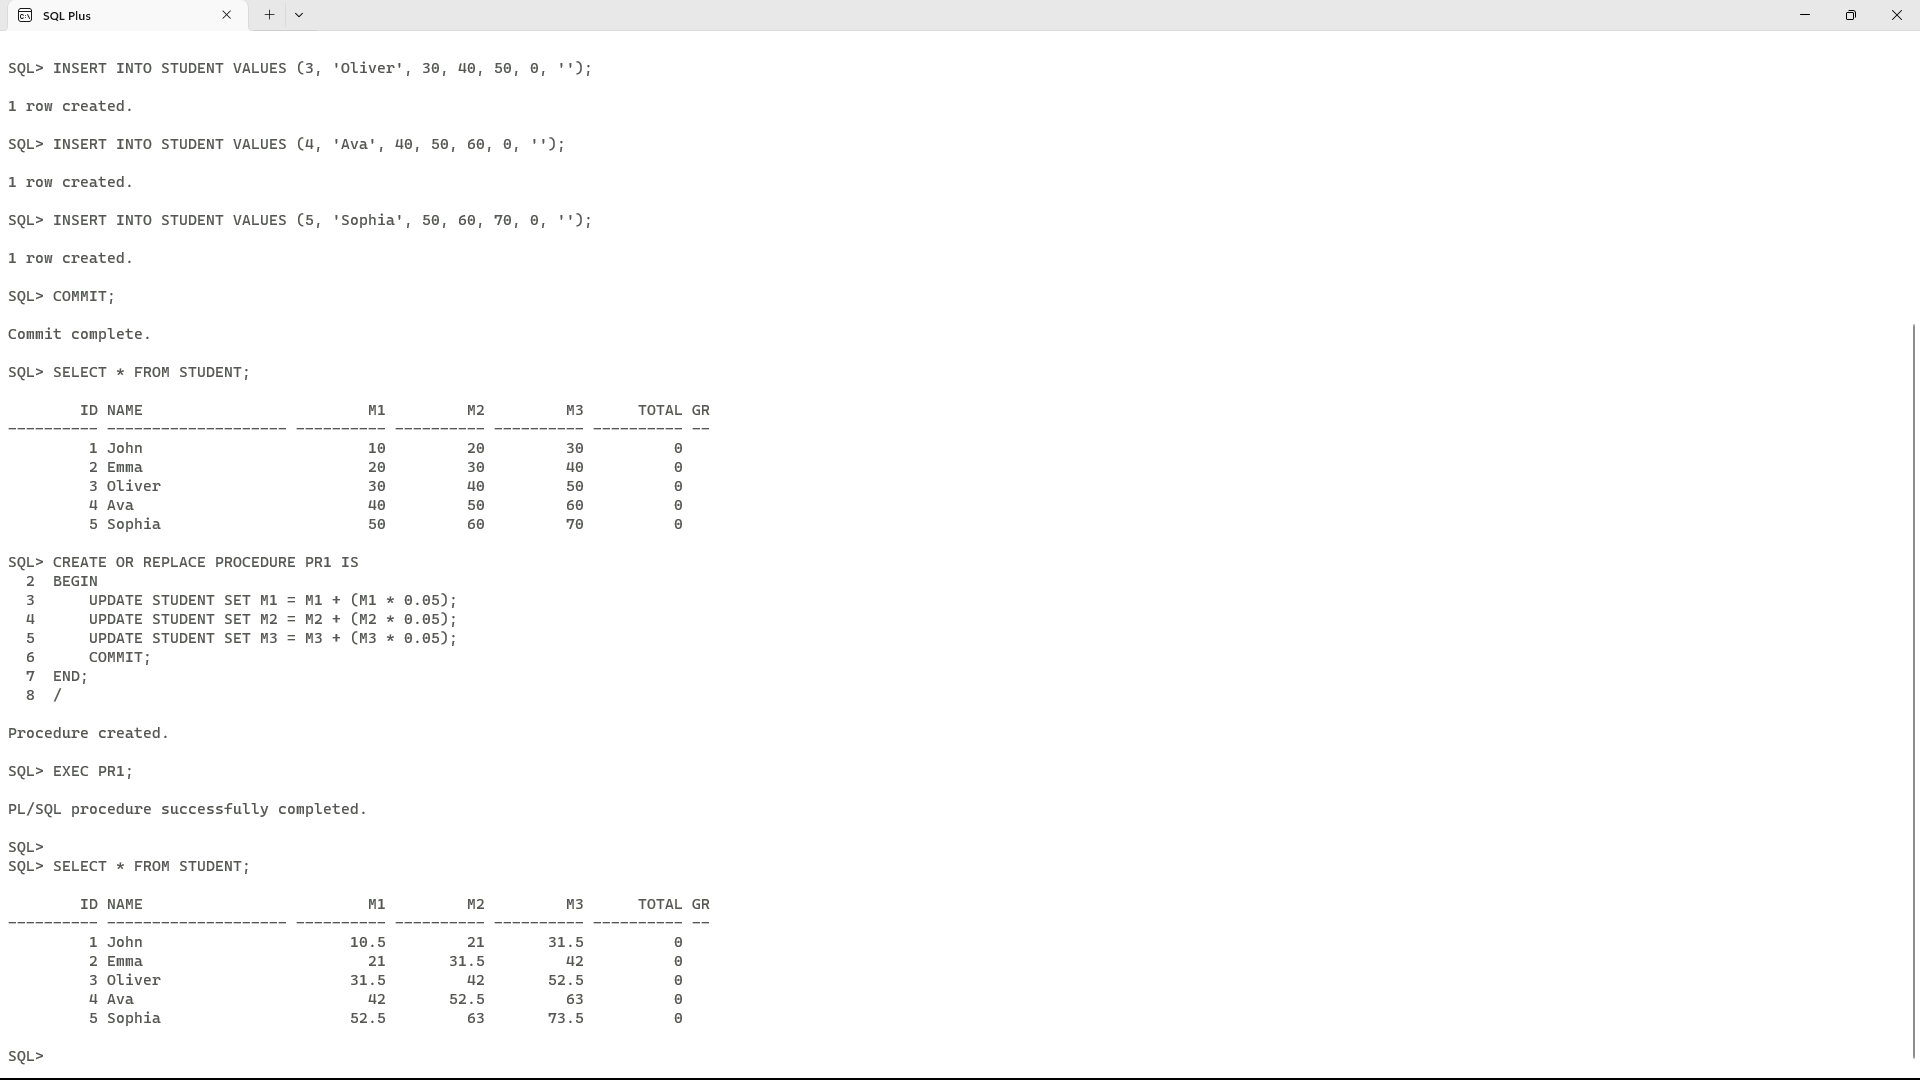 SQL Plus
SQL> INSERT INTO STUDENT VALUES (3, 'Oliver', 30, 40, 50, 0, '');
1 row created.
SQL> INSERT INTO STUDENT VALUES (4, 'Ava', 40, 50, 60, 0, '');
1 row created.
SQL> INSERT INTO STUDENT VALUES (5, 'Sophia', 50, 60, 70, 0, '');
1 row created.
SQL> COMMIT;
Commit complete.
SQL> SELECT * FROM STUDENT;
        ID NAME                         M1         M2         M3      TOTAL GR
---------- -------------------- ---------- ---------- ---------- ---------- --
         1 John                         10         20         30          0
         2 Emma                         20         30         40          0
         3 Oliver                       30         40         50          0
         4 Ava                          40         50         60          0
         5 Sophia                       50         60         70          0
SQL> CREATE OR REPLACE PROCEDURE PR1 IS
  2  BEGIN
  3      UPDATE STUDENT SET M1 = M1 + (M1 * 0.05);
  4      UPDATE STUDENT SET M2 = M2 + (M2 * 0.05);
  5      UPDATE STUDENT SET M3 = M3 + (M3 * 0.05);
  6      COMMIT;
  7  END;
  8  /
Procedure created.
SQL> EXEC PR1;
PL/SQL procedure successfully completed.
SQL>
SQL> SELECT * FROM STUDENT;
        ID NAME                         M1         M2         M3      TOTAL GR
---------- -------------------- ---------- ---------- ---------- ---------- --
         1 John                       10.5         21       31.5          0
         2 Emma                         21       31.5         42          0
         3 Oliver                     31.5         42       52.5          0
         4 Ava                          42       52.5         63          0
         5 Sophia                     52.5         63       73.5          0
SQL>